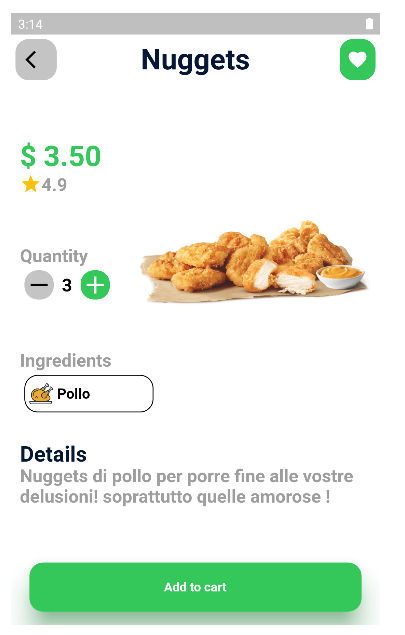 3:14
Nuggets
$ 3.50
4.9
Quantity
3
Ingredients
Pollo
Details
Nuggets di pollo per porre fine alle vostre
delusioni! soprattutto quelle amorose !
Add to cart